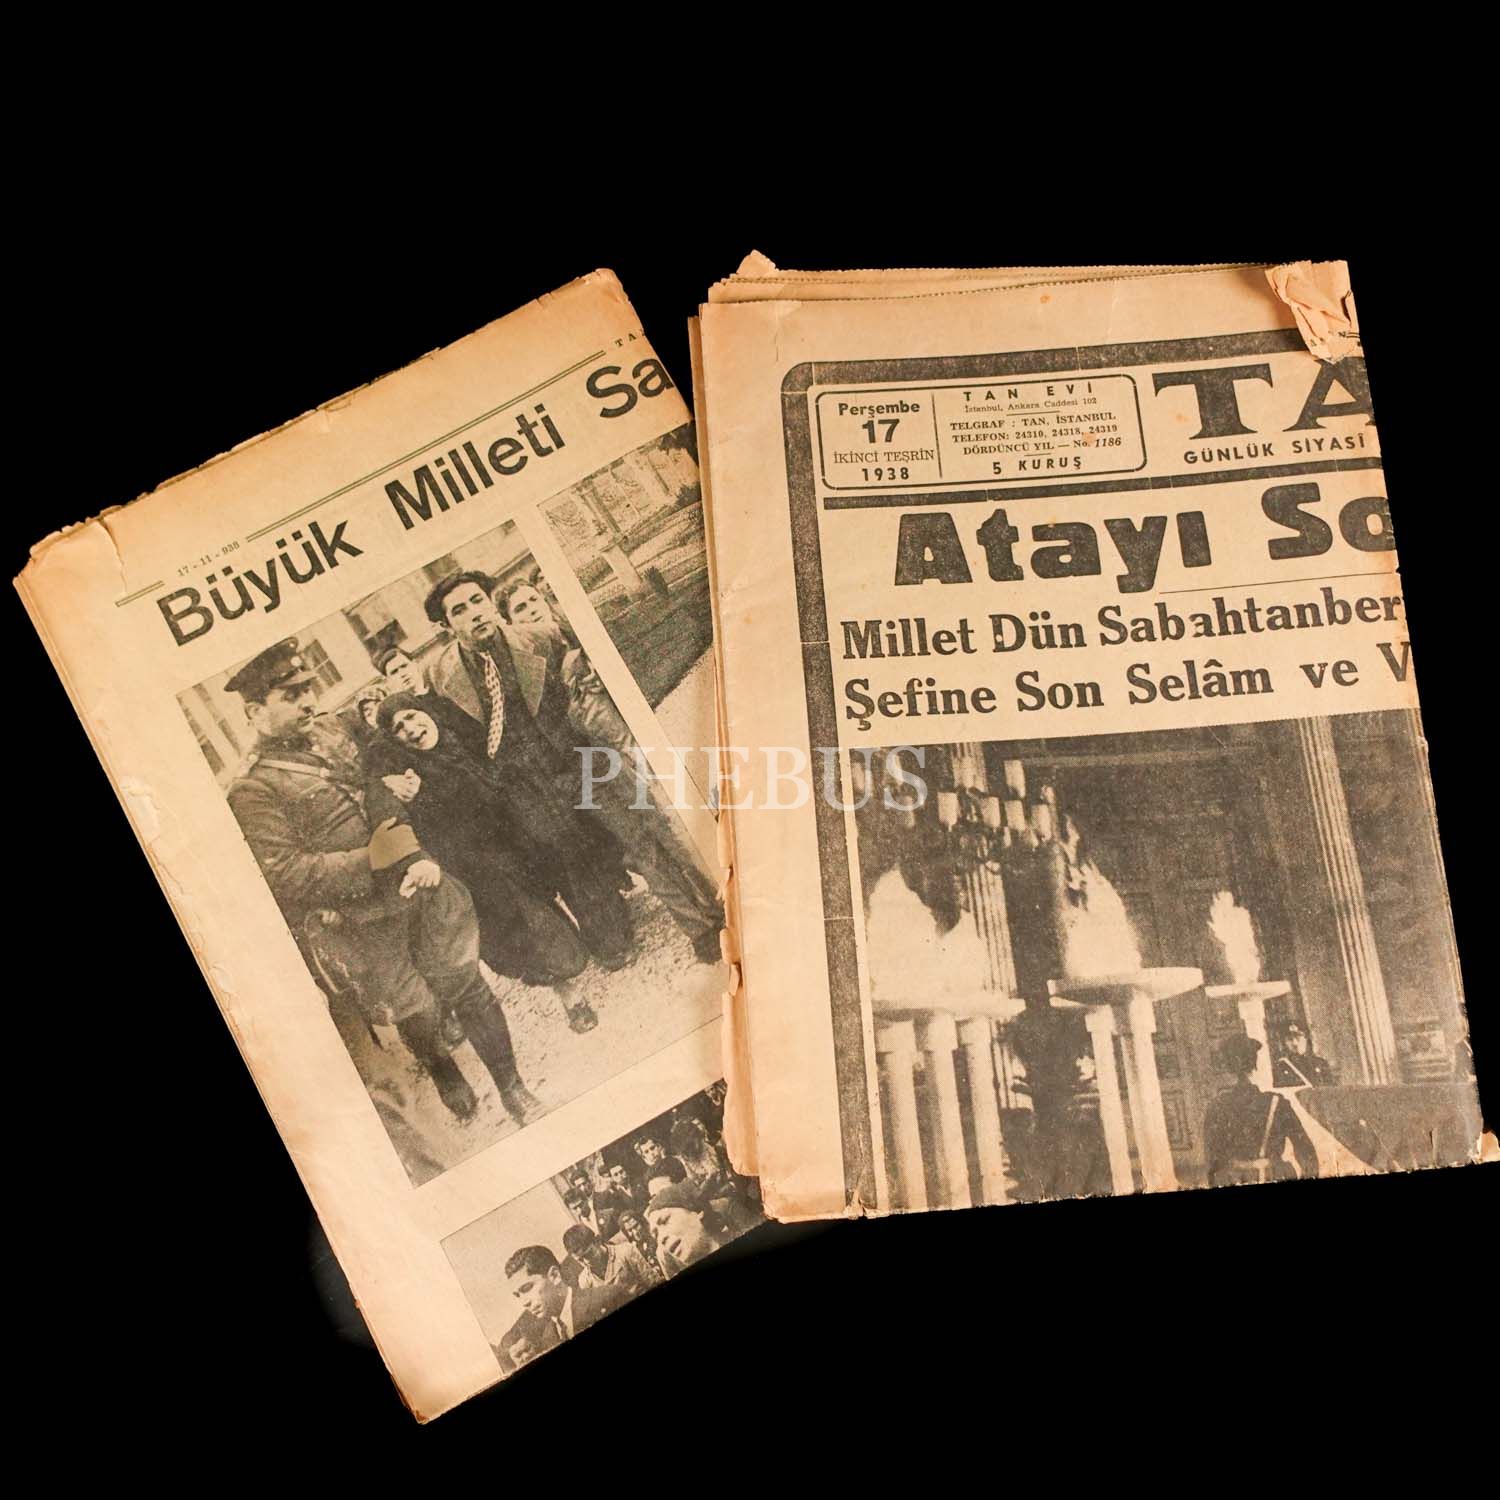 TA
17 - 11 - 938
Büyük Milleti Sa
Perşembe
17
İKİNCİ TEŞRİN
1938
TAN EVİ
İstanbul, Ankara Caddesi 102
TELGRAF : TAN, İSTANBUL
TELEFON: 24310, 24318, 24319
DÖRDÜNCÜ YIL — No. 1186
5 KURUŞ
TA
GÜNLÜK SİYASİ
Atayı So
Millet Dün Sabahtanber
Şefine Son Selâm ve V
PHEBUS